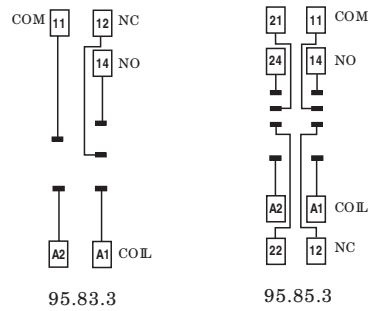 COM 11 12 NC
14 NO
A2 A1 COIL
95.83.3
21 11 COM
24 14 NO
A2 A1 COIL
22 12 NC
95.85.3